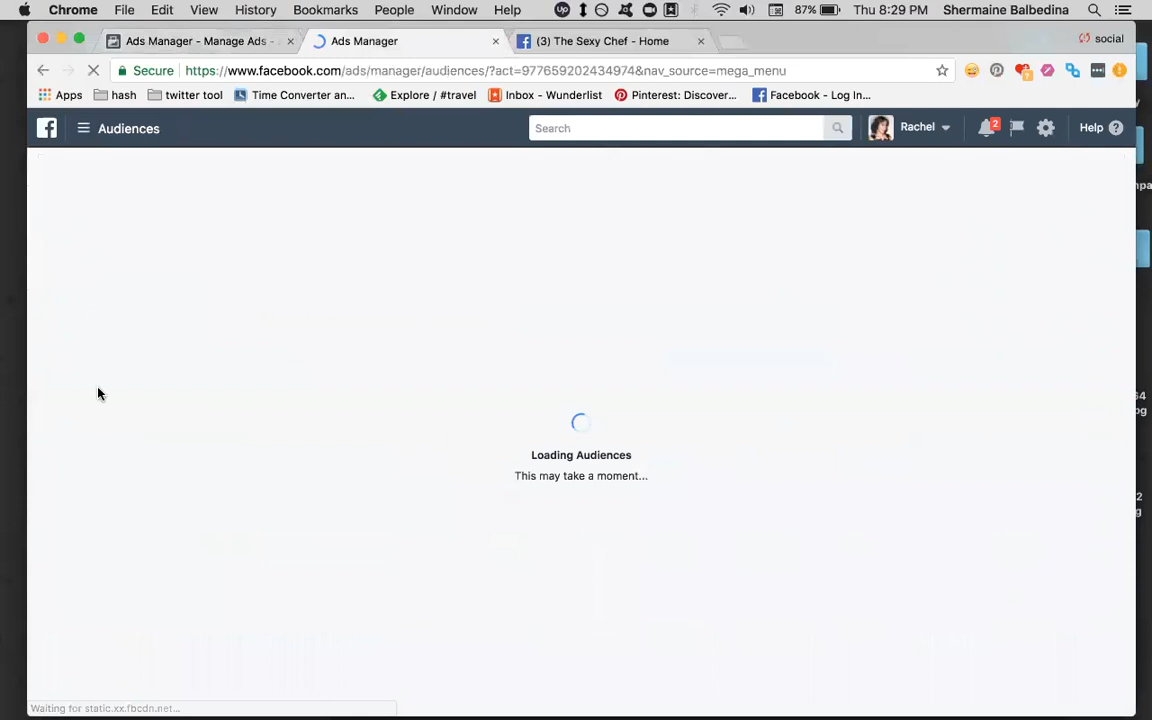 Chrome File Edit View History Bookmarks People Window Help 87% Thu 8:29 PM Shermaine Balbedina
Ads Manager - Manage Ads - Ads Manager (3) The Sexy Chef - Home social
Secure https://www.facebook.com/ads/manager/audiences/?act=977659202434974&nav_source=mega_menu
Apps hash twitter tool Time Converter an... Explore / #travel Inbox - Wunderlist Pinterest: Discover... Facebook - Log In...
Audiences Search Rachel 2 Help
Loading Audiences
This may take a moment...
Waiting for static.xx.fbcdn.net...